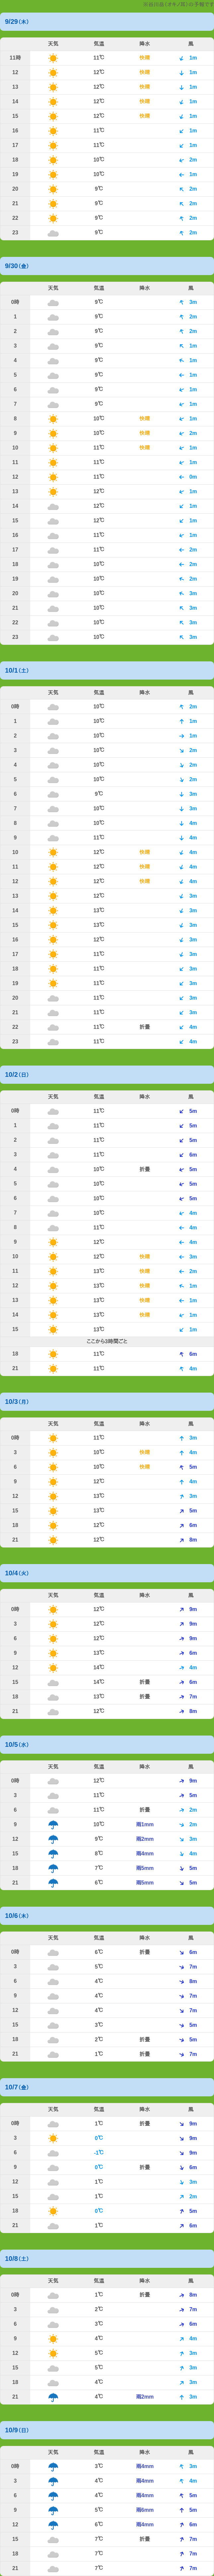 9/29(木)
天気 気温 降水 風
11時 11℃ 快晴 1m
12 12℃ 快晴 1m
13 12℃ 快晴 1m
14 12℃ 快晴 1m
15 12℃ 快晴 1m
16 11℃ 1m
17 11℃ 1m
18 10℃ 2m
19 10℃ 1m
20 9℃ 2m
21 9℃ 2m
22 9℃ 2m
23 9℃ 2m
9/30(金)
天気 気温 降水 風
0時 9℃ 3m
1 9℃ 2m
2 9℃ 2m
3 9℃ 1m
4 9℃ 1m
5 9℃ 1m
6 9℃ 1m
7 9℃ 1m
8 10℃ 快晴 1m
9 10℃ 快晴 2m
10 11℃ 快晴 1m
11 11℃ 1m
12 11℃ 0m
13 12℃ 1m
14 12℃ 1m
15 12℃ 1m
16 11℃ 1m
17 11℃ 2m
18 10℃ 2m
19 10℃ 2m
20 10℃ 3m
21 10℃ 3m
22 10℃ 3m
23 10℃ 3m
10/1(土)
天気 気温 降水 風
0時 10℃ 2m
1 10℃ 1m
2 10℃ 1m
3 10℃ 2m
4 10℃ 2m
5 10℃ 2m
6 9℃ 3m
7 10℃ 3m
8 10℃ 4m
9 11℃ 4m
10 12℃ 快晴 4m
11 12℃ 快晴 4m
12 12℃ 快晴 4m
13 12℃ 3m
14 13℃ 3m
15 13℃ 3m
16 12℃ 3m
17 11℃ 3m
18 11℃ 3m
19 11℃ 3m
20 11℃ 3m
21 11℃ 3m
22 11℃ 折畳 4m
23 11℃ 4m
10/2(日)
天気 気温 降水 風
0時 11℃ 5m
1 11℃ 5m
2 11℃ 5m
3 11℃ 6m
4 10℃ 折畳 5m
5 10℃ 5m
6 10℃ 5m
7 10℃ 4m
8 11℃ 4m
9 12℃ 4m
10 12℃ 快晴 3m
11 13℃ 快晴 2m
12 13℃ 快晴 1m
13 13℃ 快晴 1m
14 13℃ 快晴 1m
15 13℃ 1m
ここから3時間ごと
18 11℃ 6m
21 11℃ 4m
10/3(月)
天気 気温 降水 風
0時 11℃ 3m
3 10℃ 快晴 4m
6 10℃ 快晴 5m
9 12℃ 4m
12 13℃ 3m
15 13℃ 5m
18 12℃ 6m
21 12℃ 8m
10/4(火)
天気 気温 降水 風
0時 12℃ 9m
3 12℃ 9m
6 12℃ 9m
9 13℃ 6m
12 14℃ 4m
15 14℃ 折畳 6m
18 13℃ 折畳 7m
21 12℃ 8m
10/5(水)
天気 気温 降水 風
0時 12℃ 9m
3 11℃ 5m
6 11℃ 折畳 2m
9 10℃ 雨1mm 2m
12 9℃ 雨2mm 3m
15 8℃ 雨4mm 4m
18 7℃ 雨5mm 5m
21 6℃ 雨5mm 5m
10/6(木)
天気 気温 降水 風
0時 6℃ 折畳 6m
3 5℃ 7m
6 4℃ 8m
9 4℃ 7m
12 4℃ 7m
15 3℃ 5m
18 2℃ 折畳 5m
21 1℃ 折畳 7m
10/7(金)
天気 気温 降水 風
0時 1℃ 折畳 9m
3 0℃ 9m
6 -1℃ 9m
9 0℃ 折畳 6m
12 1℃ 3m
15 1℃ 2m
18 0℃ 5m
21 1℃ 6m
10/8(土)
天気 気温 降水 風
0時 1℃ 折畳 8m
3 2℃ 7m
6 3℃ 6m
9 4℃ 4m
12 5℃ 3m
15 5℃ 3m
18 4℃ 3m
21 4℃ 雨2mm 3m
10/9(日)
天気 気温 降水 風
0時 3℃ 雨4mm 3m
3 4℃ 雨4mm 4m
6 4℃ 雨4mm 5m
9 5℃ 雨6mm 5m
12 6℃ 雨4mm 6m
15 7℃ 折畳 7m
18 7℃ 7m
21 7℃ 7m